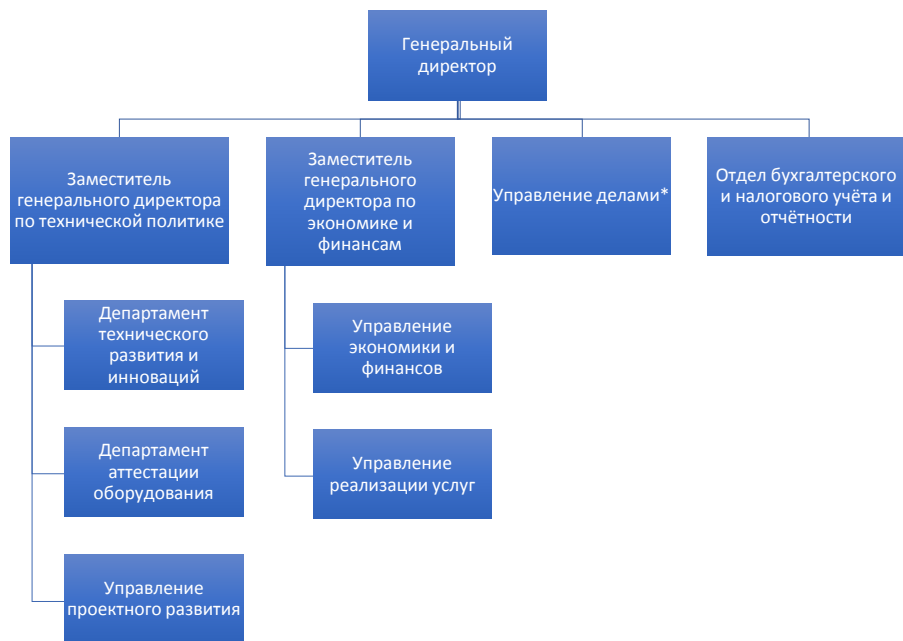 Генеральный
директор
Заместитель
генерального директора
по технической политике
Заместитель
генерального
директора по
экономике и
финансам
Управление делами*
Отдел бухгалтерского
и налогового учёта и
отчётности
Департамент
технического
развития и
инноваций
Управление
экономики и
финансов
Департамент
аттестации
оборудования
Управление
реализации услуг
Управление
проектного развития